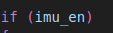 if (imu_en)